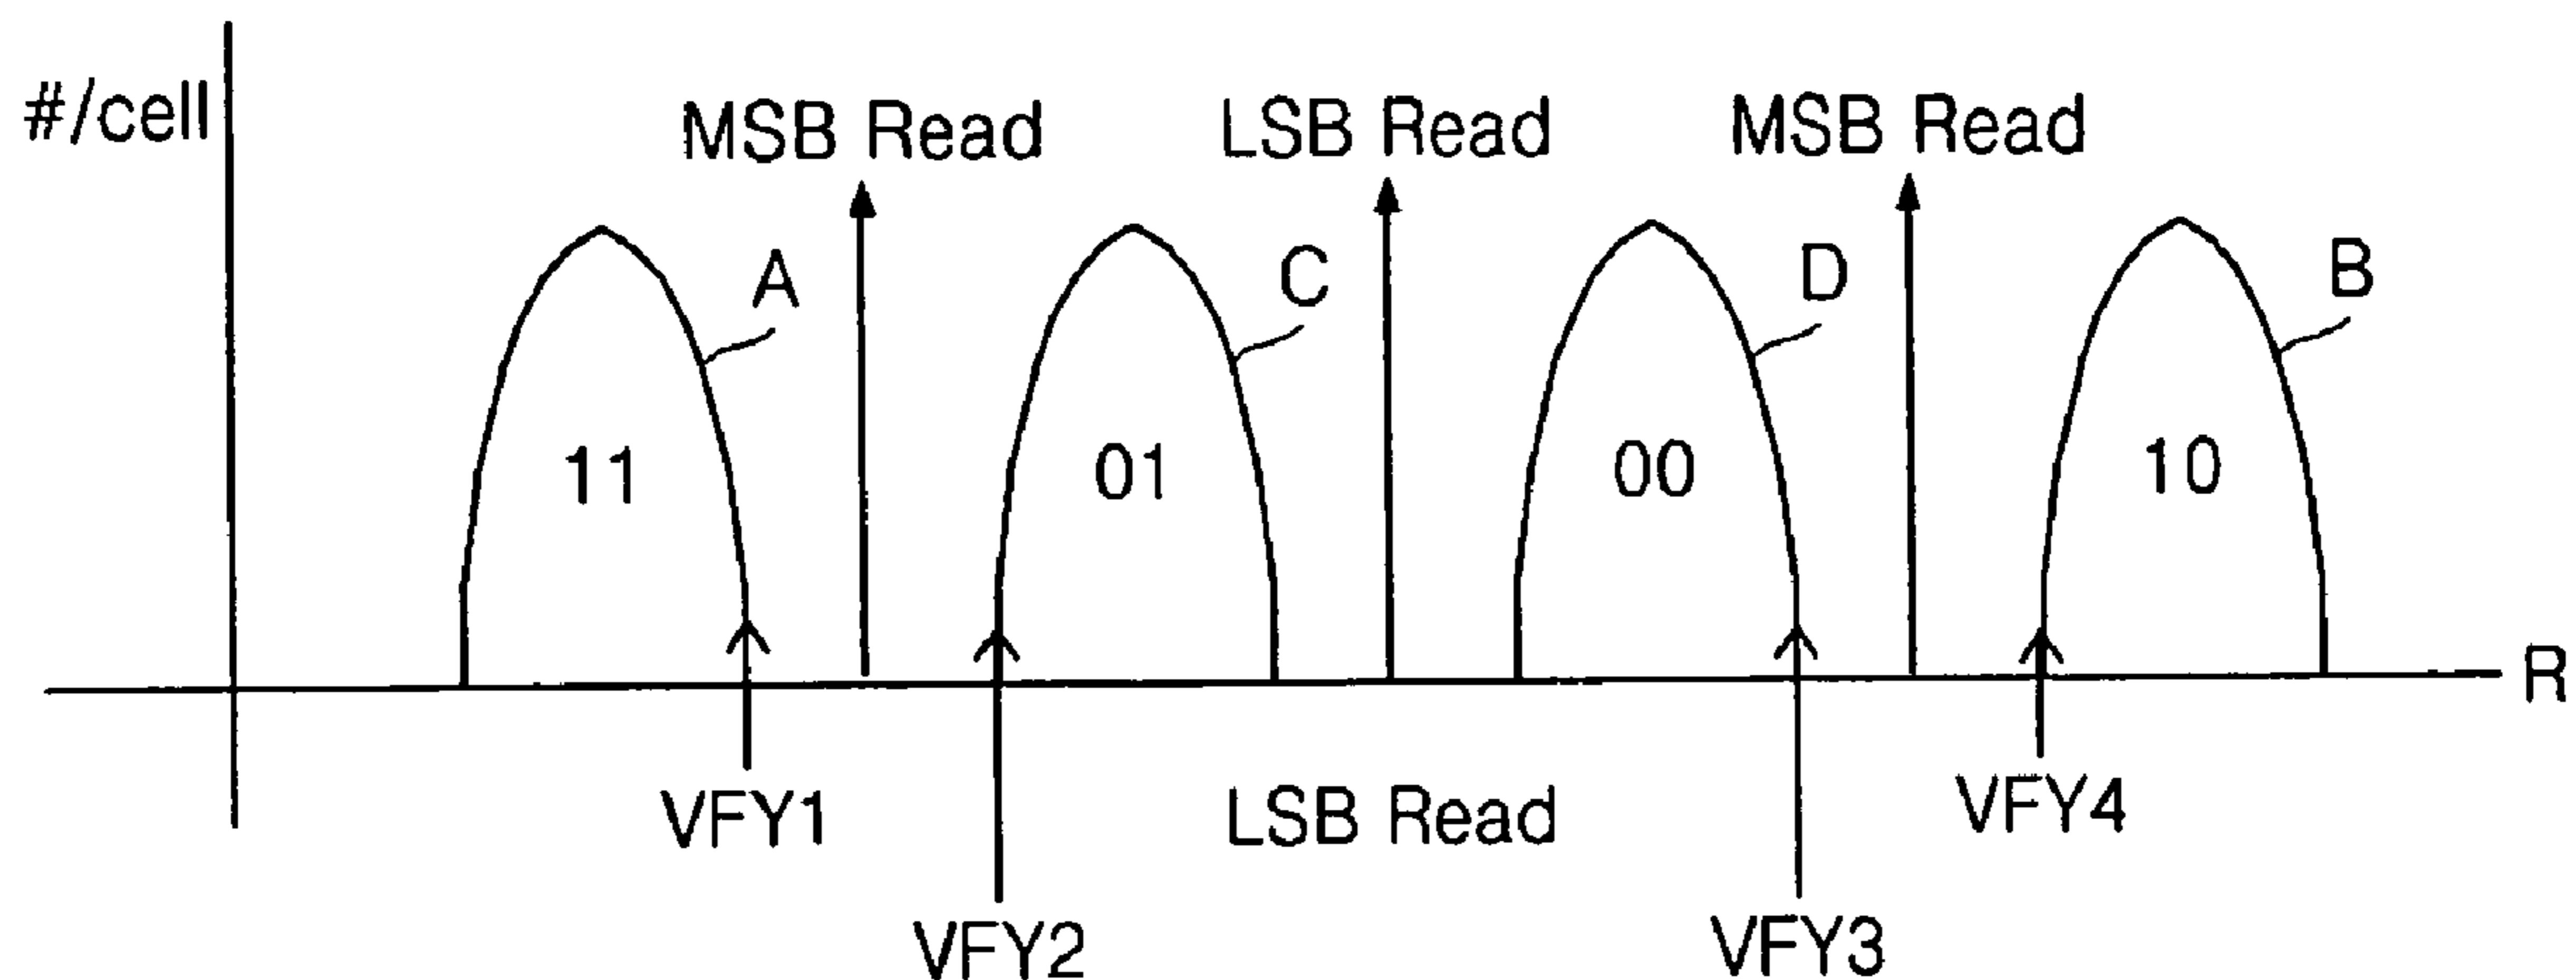 #/cell
MSB Read
LSB Read
MSB Read
A
C
D
B
11
01
00
10
R
VFY1
LSB Read
VFY4
VFY2
VFY3